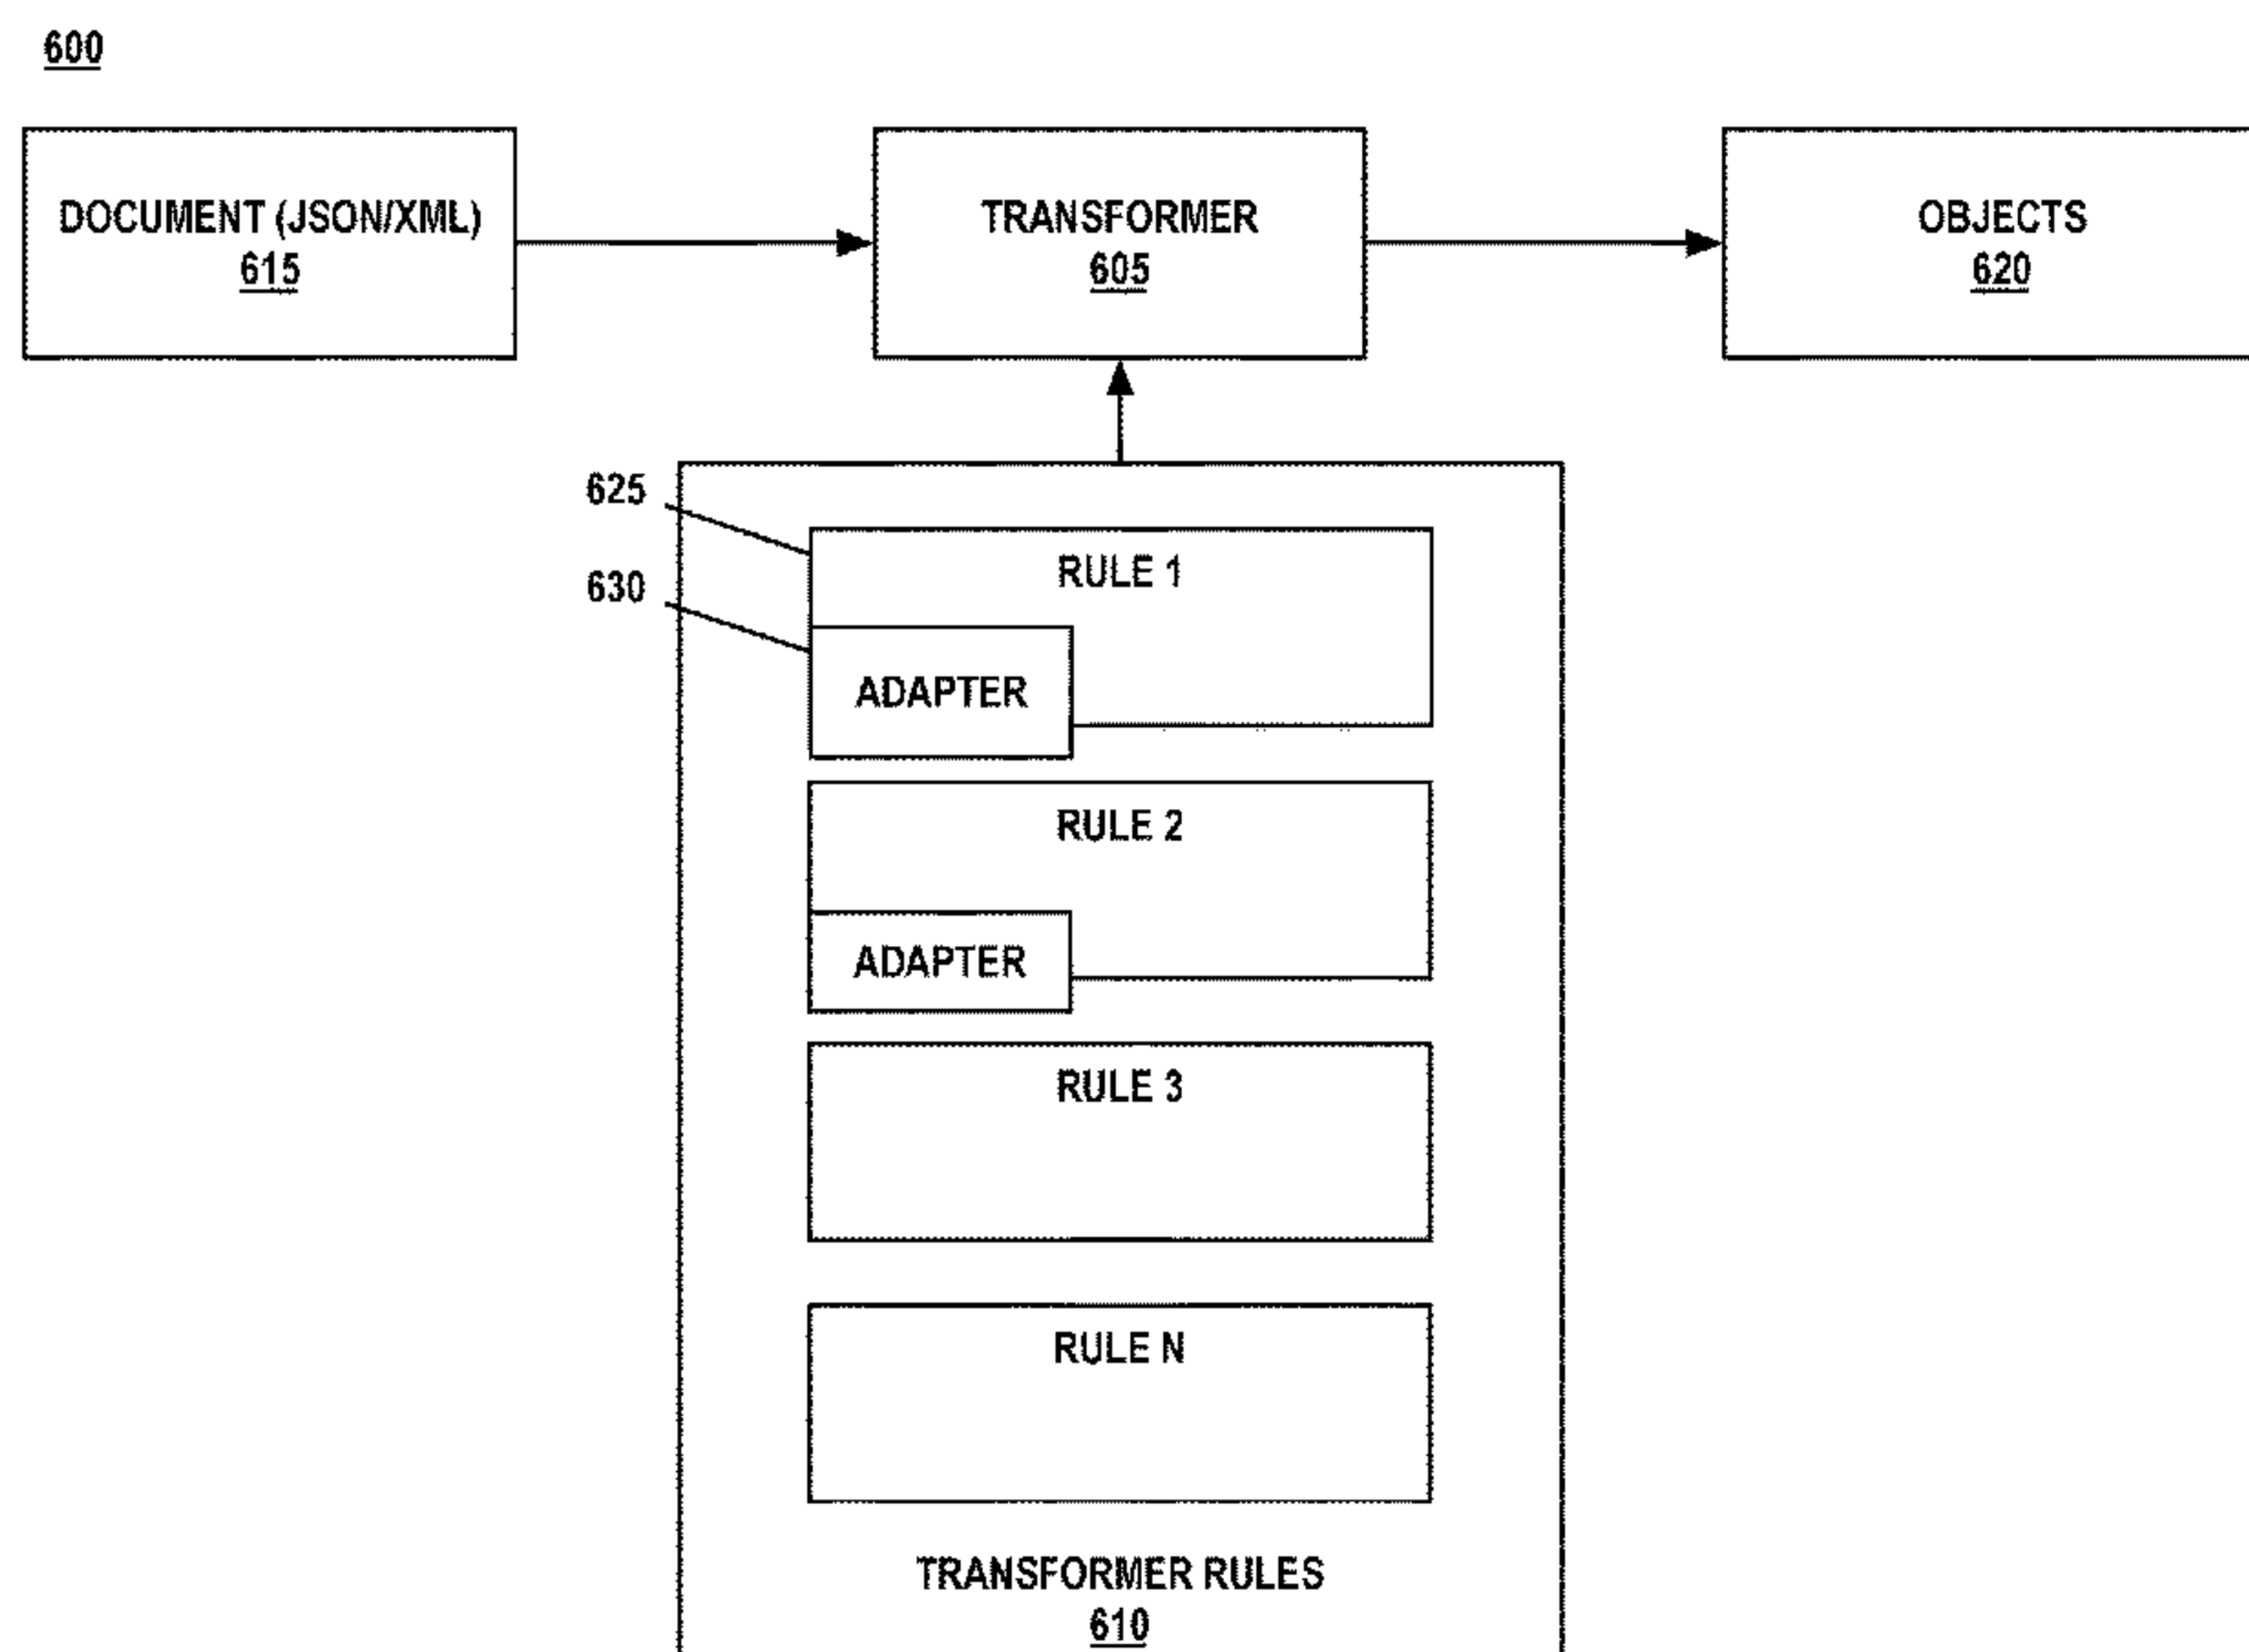 600
DOCUMENT (JSON/XML)
615
TRANSFORMER
605
OBJECTS
620
625
RULE 1
630
ADAPTER
RULE 2
ADAPTER
RULE 3
RULE N
TRANSFORMER RULES
610